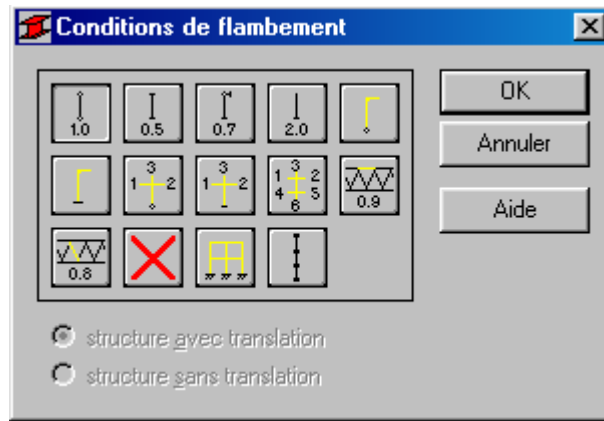 Conditions de flambement
1.0 0.5 0.7 2.0
3 1 2 3 1 2 3 1 2 4 5 6 0.9
0.8
OK
Annuler
Aide
structure avec translation
structure sans translation